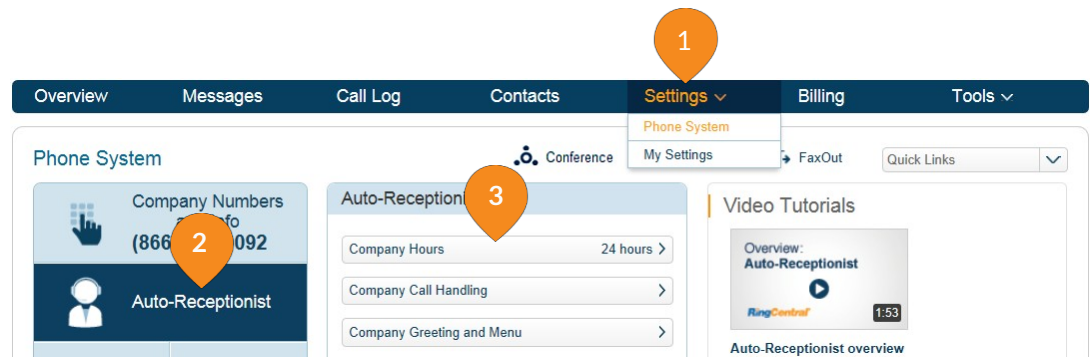 1
Overview Messages Call Log Contacts Settings Billing Tools
Phone System
My Settings
Phone System
Conference
FaxOut
Quick Links
Company Numbers
(866 092
2
Auto-Receptionist
3
Company Hours 24 hours
Company Call Handling
Company Greeting and Menu
Video Tutorials
Overview:
Auto-Receptionist
RingCentral
1:53
Auto-Receptionist overview